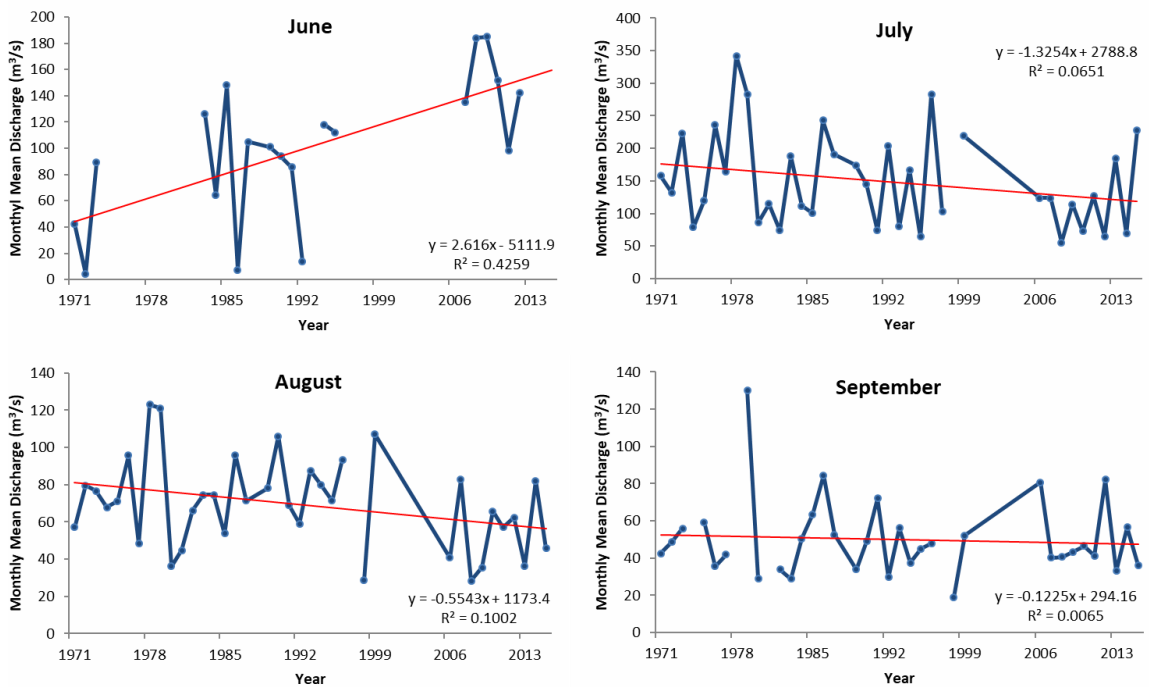 June
Monthyl Mean Discharge (m³/s)
200
180
160
140
120
100
80
60
40
20
0
y = 2.616x - 5111.9
R² = 0.4259
1971 1978 1985 1992 1999 2006 2013
Year
July
Monthly Mean Discharge (m³/s)
400
350
300
250
200
150
100
50
0
y = -1.3254x + 2788.8
R² = 0.0651
1971 1978 1985 1992 1999 2006 2013
Year
August
Monthly Mean Discharge (m³/s)
140
120
100
80
60
40
20
0
y = -0.5543x + 1173.4
R² = 0.1002
1971 1978 1985 1992 1999 2006 2013
Year
September
Monthly Mean Discharge (m³/s)
140
120
100
80
60
40
20
0
y = -0.1225x + 294.16
R² = 0.0065
1971 1978 1985 1992 1999 2006 2013
Year